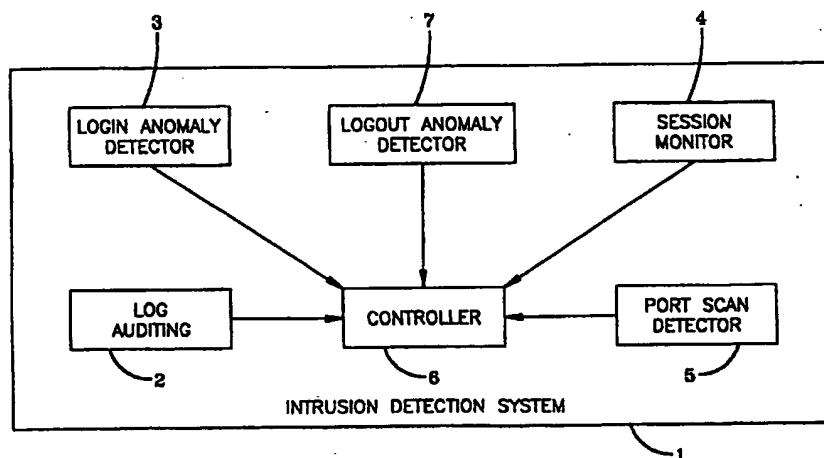 3
7
4
LOGIN ANOMALY
DETECTOR
LOGOUT ANOMALY
DETECTOR
SESSION
MONITOR
LOG
AUDITING
CONTROLLER
PORT SCAN
DETECTOR
2
6
5
INTRUSION DETECTION SYSTEM
1